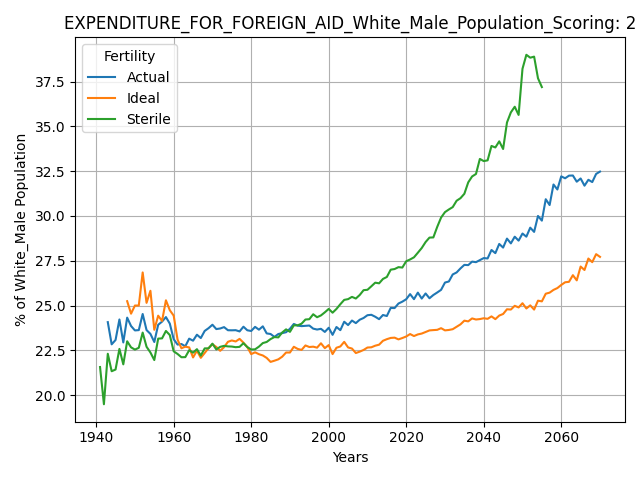 EXPENDITURE_FOR_FOREIGN_AID_White_Male_Population_Scoring: 2
Fertility
Actual
Ideal
Sterile
% of White_Male Population
37.5
35.0
32.5
30.0
27.5
25.0
22.5
20.0
1940 1960 1980 2000 2020 2040 2060
Years